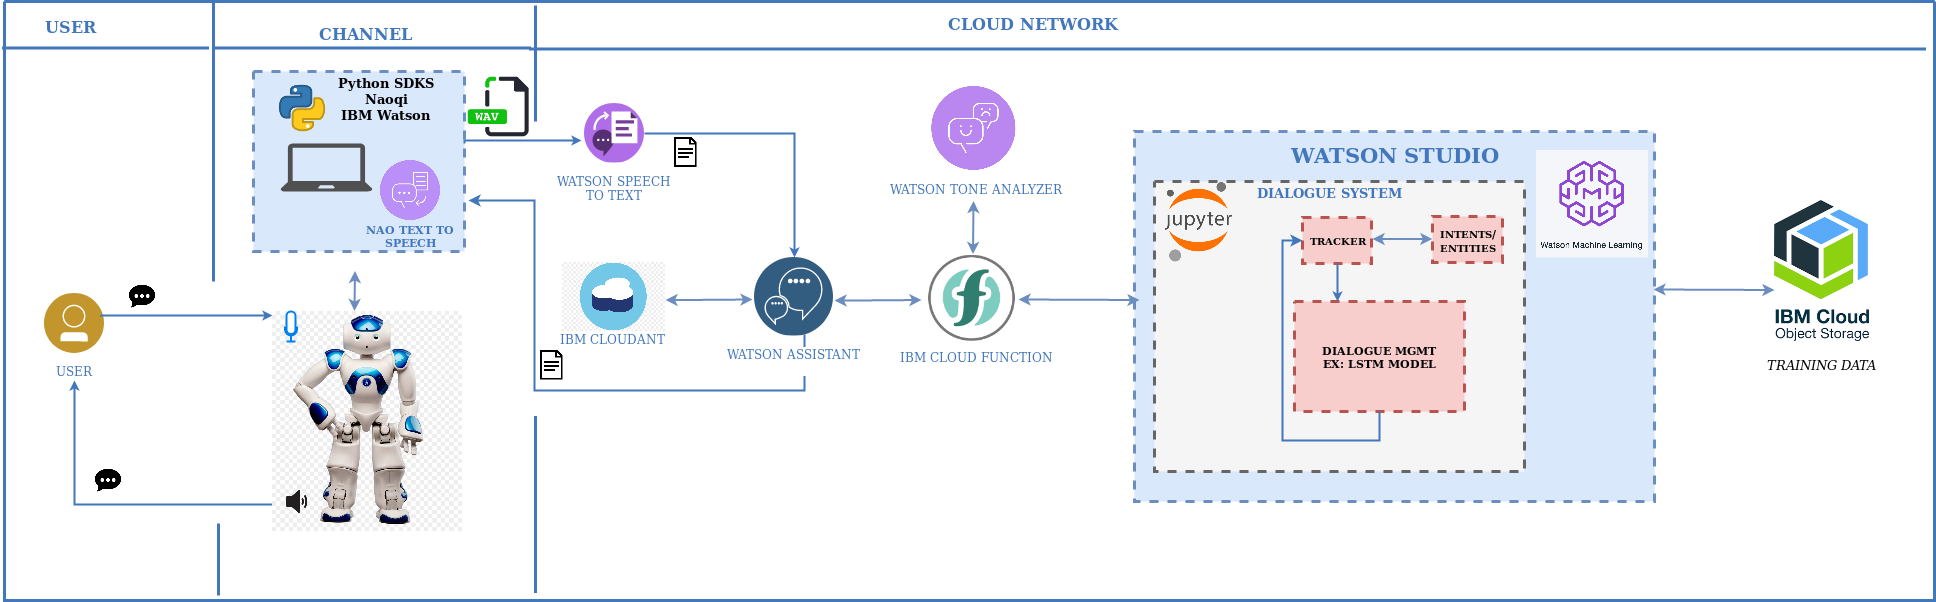 USER
CHANNEL
CLOUD NETWORK
Python SDKS
Naoqi
IBM Watson
NAO TEXT TO
SPEECH
WAV
WATSON SPEECH
TO TEXT
USER
IBM CLOUDANT
WATSON ASSISTANT
WATSON TONE ANALYZER
IBM CLOUD FUNCTION
WATSON STUDIO
DIALOGUE SYSTEM
jupyter
TRACKER
INTENTS/
ENTITIES
DIALOGUE MGMT
EX: LSTM MODEL
Watson Machine Learning
IBM Cloud
Object Storage
TRAINING DATA